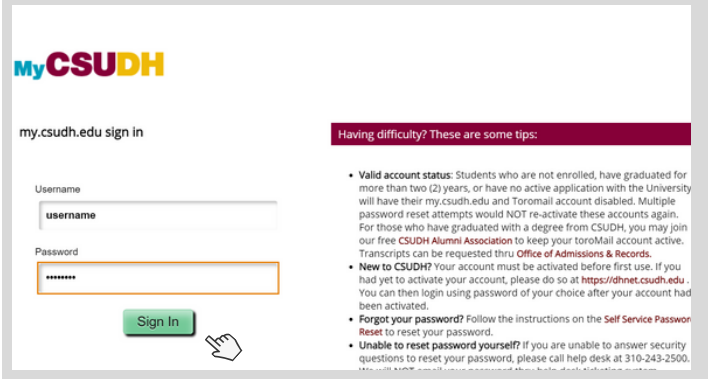 MyCSUDH
my.csudh.edu sign in
Username
username
Password
••••••••
Sign In
Having difficulty? These are some tips:
• Valid account status: Students who are not enrolled, have graduated for
more than two (2) years, or have no active application with the University
will have their my.csudh.edu and Toromail account disabled. Multiple
password reset attempts would NOT re-activate these accounts again.
For those who have graduated with a degree from CSUDH, you may join
our free CSUDH Alumni Association to keep your toroMail account active.
Transcripts can be requested thru Office of Admissions & Records.
• New to CSUDH? Your account must be activated before first use. If you
had yet to activate your account, please do so at https://dhnet.csudh.edu .
You can then login using password of your choice after your account had
been activated.
• Forgot your password? Follow the instructions on the Self Service Passwor
Reset to reset your password.
• Unable to reset password yourself? If you are unable to answer security
questions to reset your password, please call help desk at 310-243-2500.